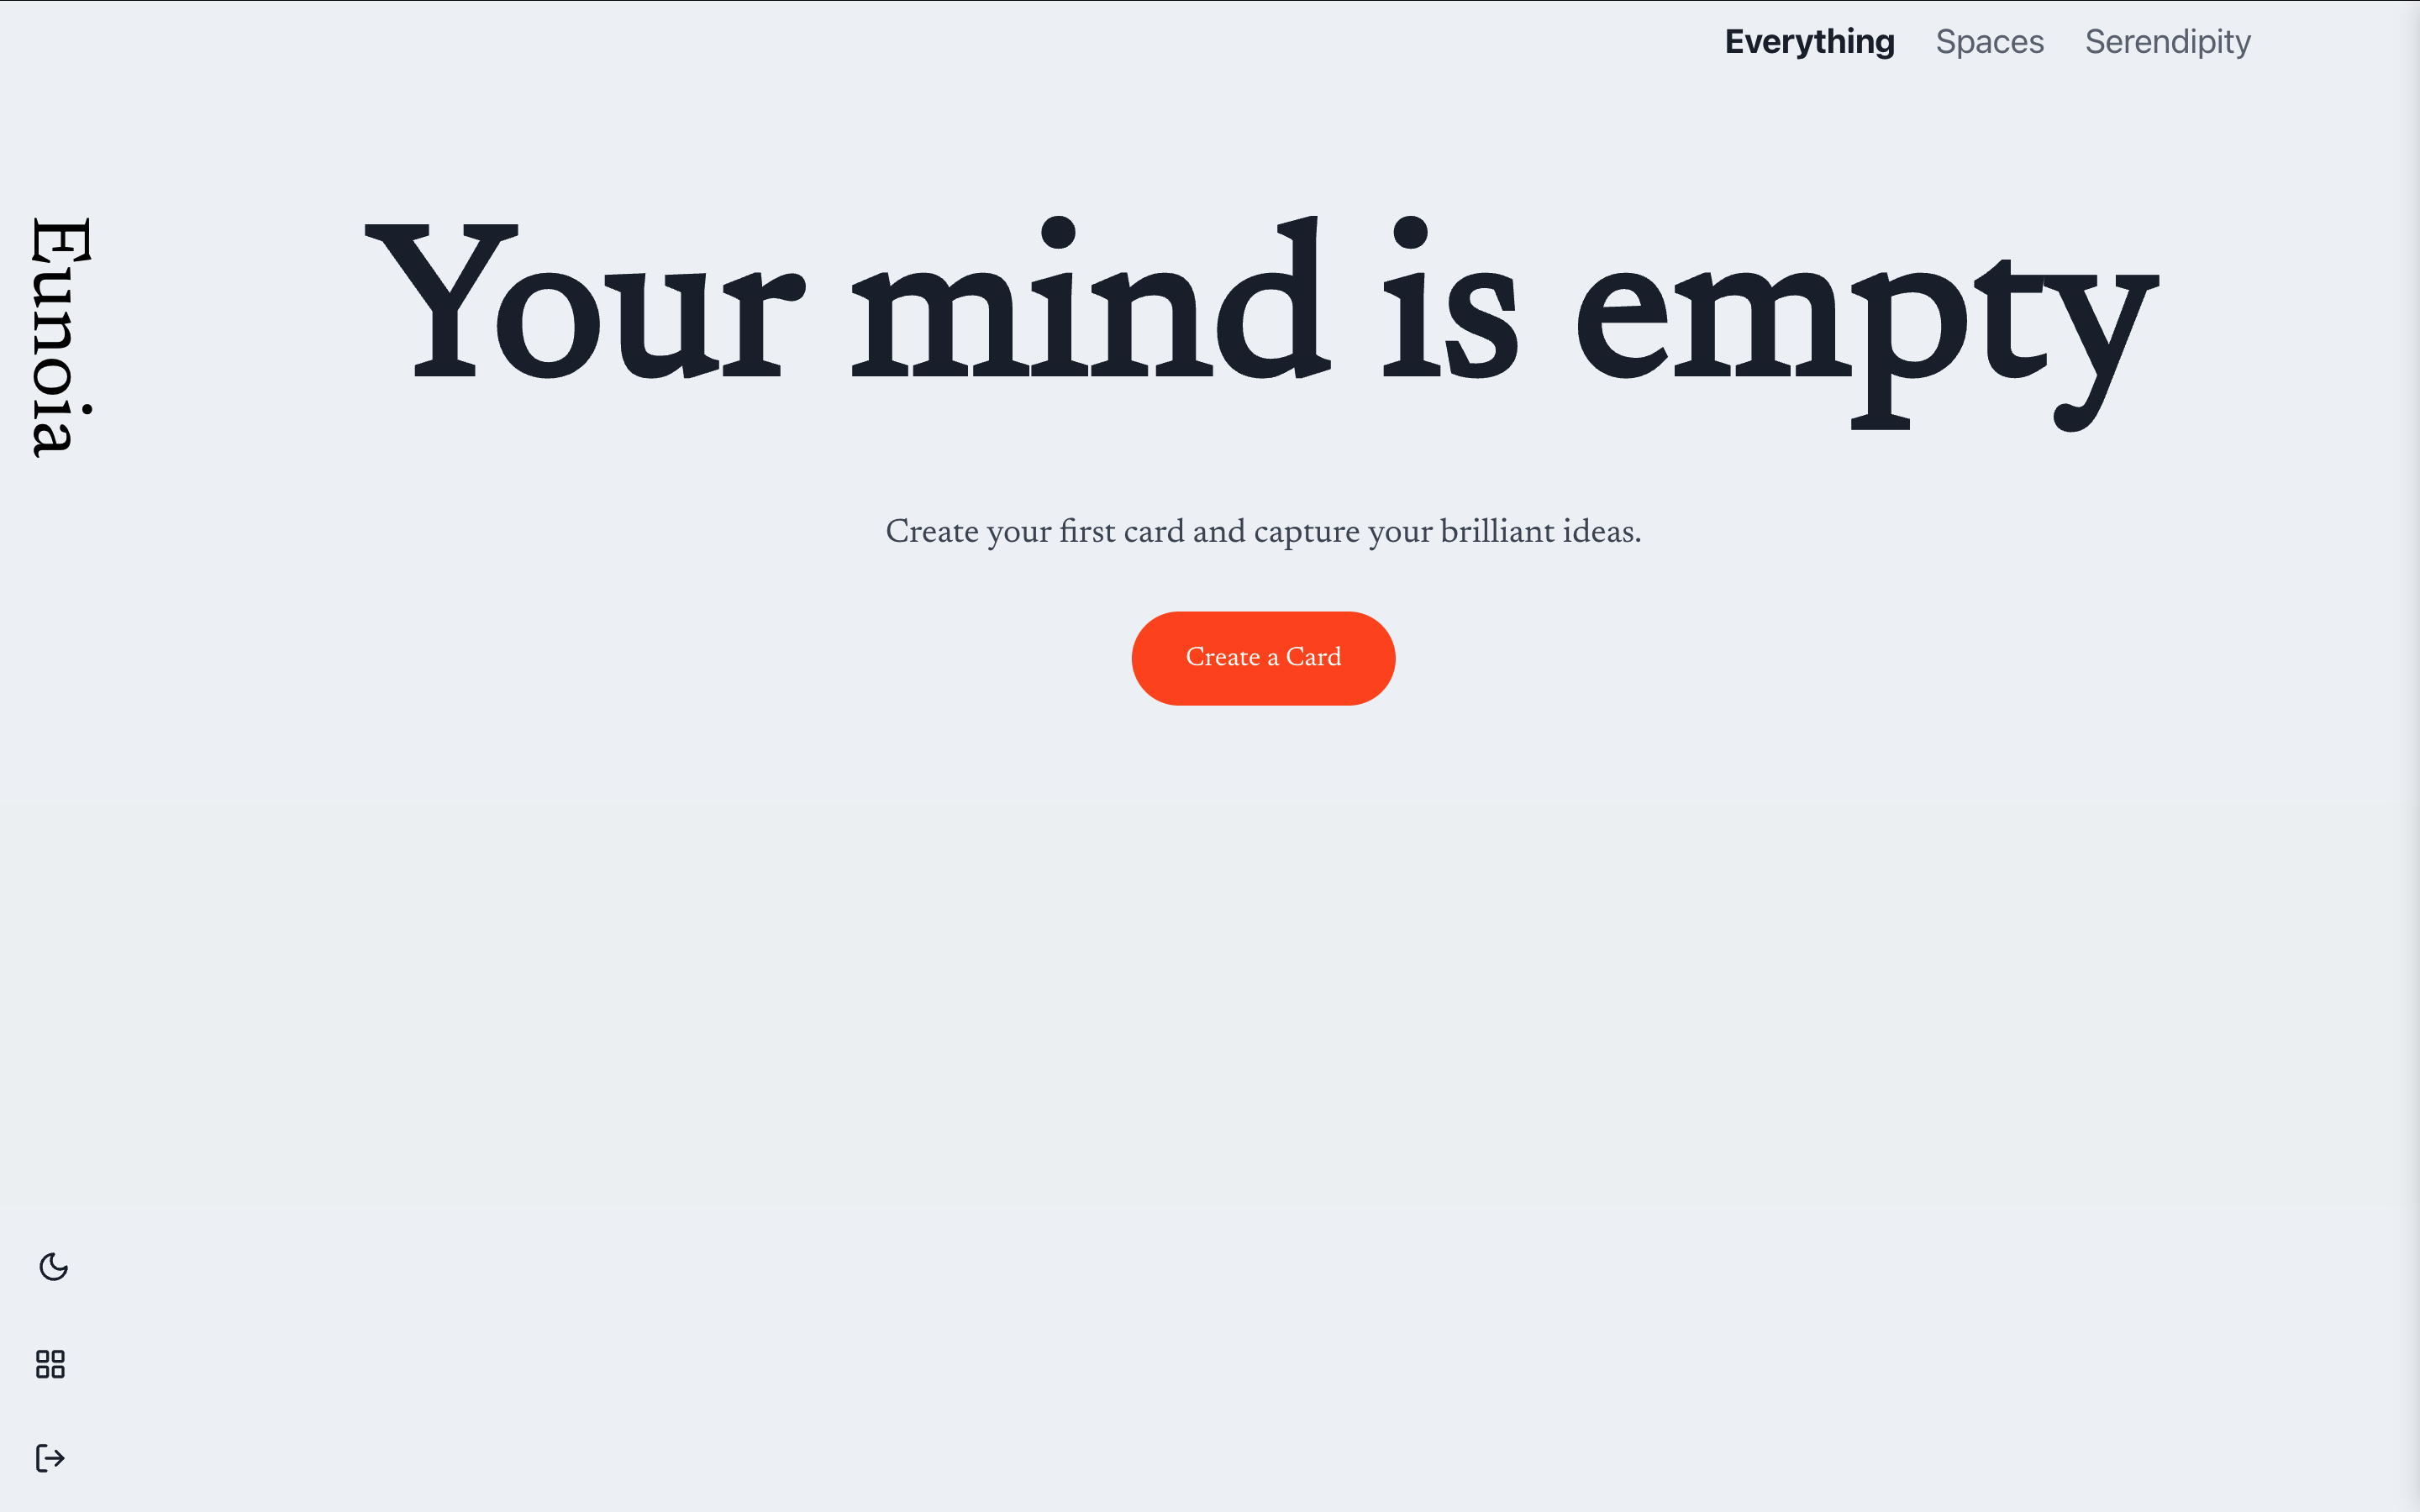 Everything Spaces Serendipity
Eunoia
Your mind is empty
Create your first card and capture your brilliant ideas.
Create a Card